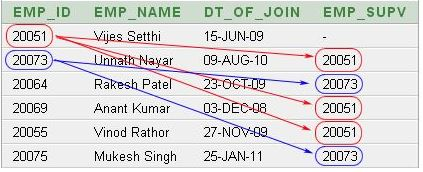 EMP_ID EMP_NAME DT_OF_JOIN EMP_SUPV
20051 Vijes Setthi 15-JUN-09 -
20073 Unnath Nayar 09-AUG-10 20051
20064 Rakesh Patel 23-OCT-09 20073
20069 Anant Kumar 03-DEC-08 20051
20055 Vinod Rathor 27-NOV-09 20051
20075 Mukesh Singh 25-JAN-11 20073